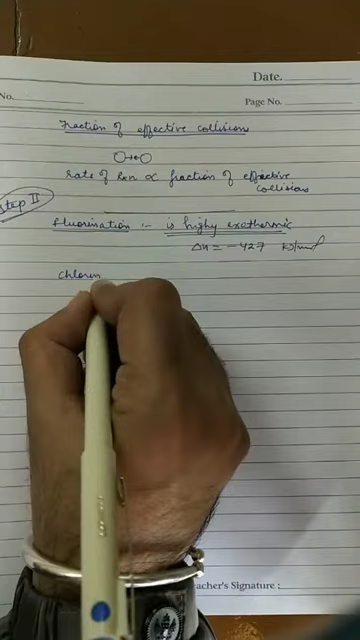 Date.
No.
Page No.
Fraction of effective collisions
rate of Rxn ∝ fraction of effective
collisions
Step II
Fluorination :- is highly exothermic
ΔH = -427 KJ/mol
Chlorin
acher's Signature :